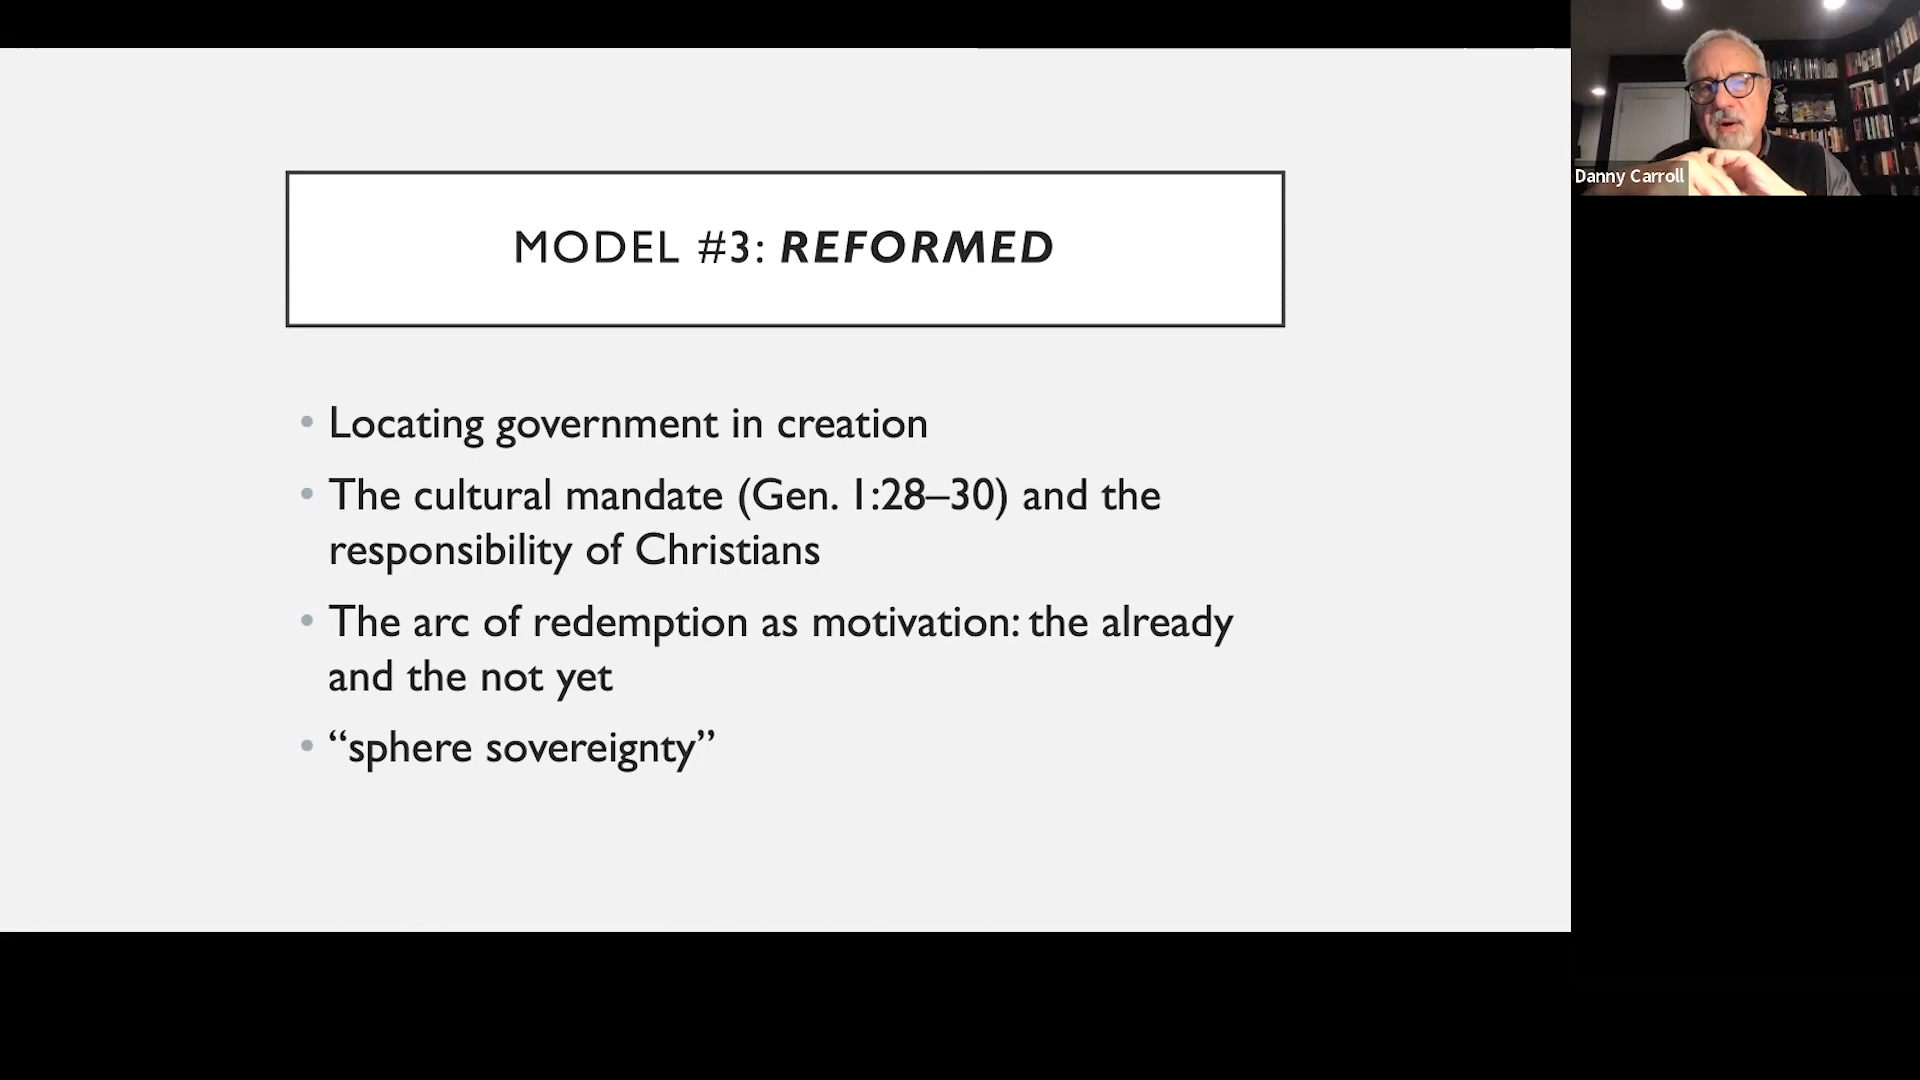 MODEL #3: REFORMED
• Locating government in creation
• The cultural mandate (Gen. 1:28–30) and the
responsibility of Christians
• The arc of redemption as motivation: the already
and the not yet
• “sphere sovereignty”
Danny Carroll